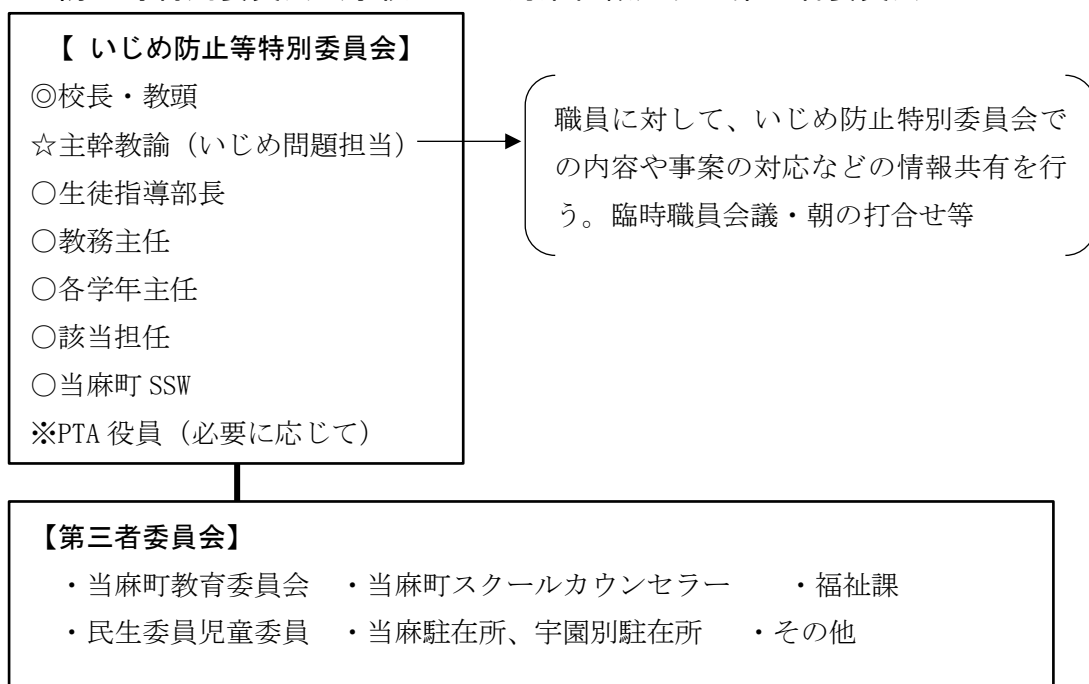 【 いじめ防止等特別委員会】
◎校長・教頭
☆主幹教諭（いじめ問題担当）
○生徒指導部長
○教務主任
○各学年主任
○該当担任
○当麻町 SSW
※PTA 役員（必要に応じて）
職員に対して、いじめ防止特別委員会で
の内容や事案の対応などの情報共有を行
う。臨時職員会議・朝の打合せ等
【第三者委員会】
・当麻町教育委員会　・当麻町スクールカウンセラー　　・福祉課
・民生委員児童委員　・当麻駐在所、宇園別駐在所　・その他